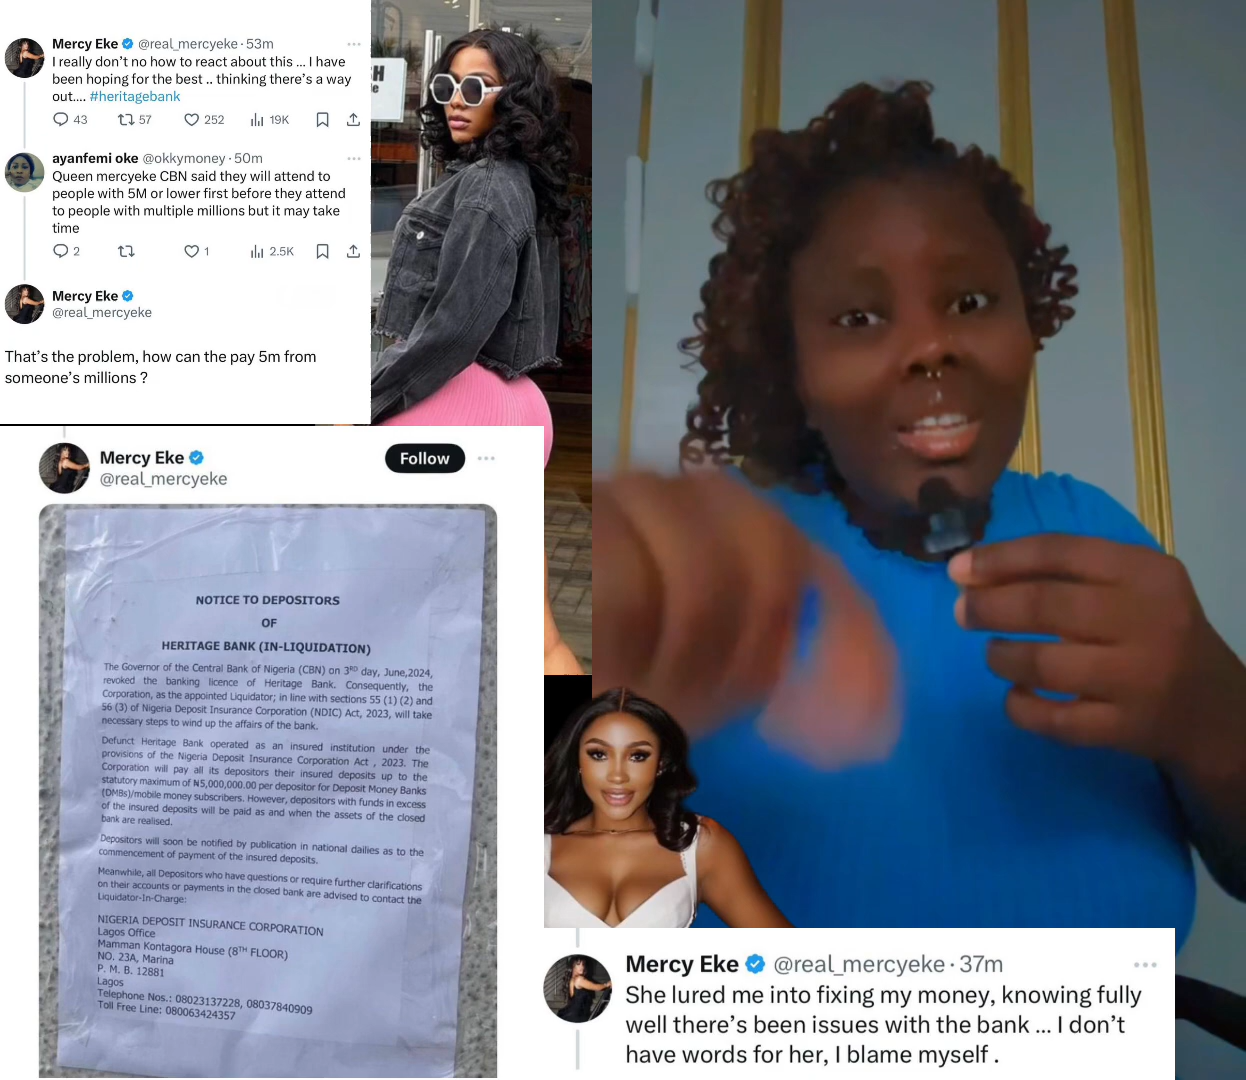 Mercy Eke @real_mercyeke · 53m
I really don't no how to react about this ... I have
been hoping for the best .. thinking there's a way
out.... #heritagebank
43 57 252 19K
ayanfemi oke @okkymoney · 50m
Queen mercyeke CBN said they will attend to
people with 5M or lower first before they attend
to people with multiple millions but it may take
time
2 1 2.5K
Mercy Eke
@real_mercyeke
That's the problem, how can the pay 5m from
someone's millions ?
H
e
Mercy Eke
@real_mercyeke
Follow
NOTICE TO DEPOSITORS
OF
HERITAGE BANK (IN-LIQUIDATION)
The Governor of the Central Bank of Nigeria (CBN) on 3RD day, June,2024,
revoked the banking licence of Heritage Bank. Consequently, the
Corporation, as the appointed Liquidator; in line with sections 55 (1) (2) and
56 (3) of Nigeria Deposit Insurance Corporation (NDIC) Act, 2023, will take
necessary steps to wind up the affairs of the bank.
Defunct Heritage Bank operated as an insured institution under the
provisions of the Nigeria Deposit Insurance Corporation Act , 2023. The
Corporation will pay all its depositors their insured deposits up to the
statutory maximum of ₦5,000,000.00 per depositor for Deposit Money Banks
(DMBs)/mobile money subscribers. However, depositors with funds in excess
of the insured deposits will be paid as and when the assets of the closed
bank are realised.
Depositors will soon be notified by publication in national dailies as to the
commencement of payment of the insured deposits.
Meanwhile, all Depositors who have questions or require further clarifications
on their accounts or payments in the closed bank are advised to contact the
Liquidator-In-Charge:
NIGERIA DEPOSIT INSURANCE CORPORATION
Lagos Office
Mamman Kontagora House (8TH FLOOR)
NO. 23A, Marina
P. M. B. 12881
Lagos
Telephone Nos.: 08023137228, 08037840909
Toll Free Line: 080063424357
Mercy Eke @real_mercyeke · 37m
She lured me into fixing my money, knowing fully
well there's been issues with the bank ... I don't
have words for her, I blame myself .